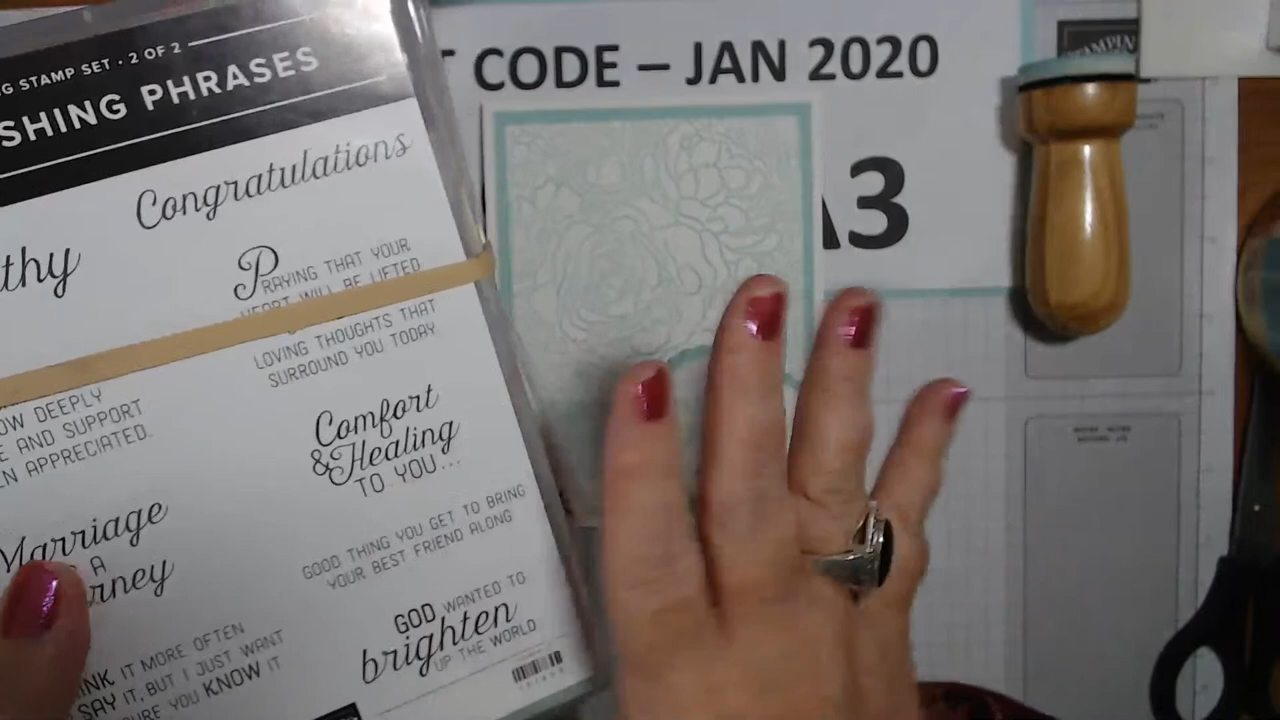 G STAMP SET · 2 OF 2
SHING PHRASES
Congratulations
thy
PRAYING THAT YOUR
HEART WILL BE LIFTED
LOVING THOUGHTS THAT
SURROUND YOU TODAY.
OW DEEPLY
E AND SUPPORT
EN APPRECIATED.
Comfort
& Healing
TO YOU...
Marriage
A
rney
GOOD THING YOU GET TO BRING
YOUR BEST FRIEND ALONG
GOD WANTED TO
brighten
UP THE WORLD
INK IT MORE OFTEN
SAY IT, BUT I JUST WANT
URE YOU KNOW IT
T CODE – JAN 2020
A3
STAMPIN'